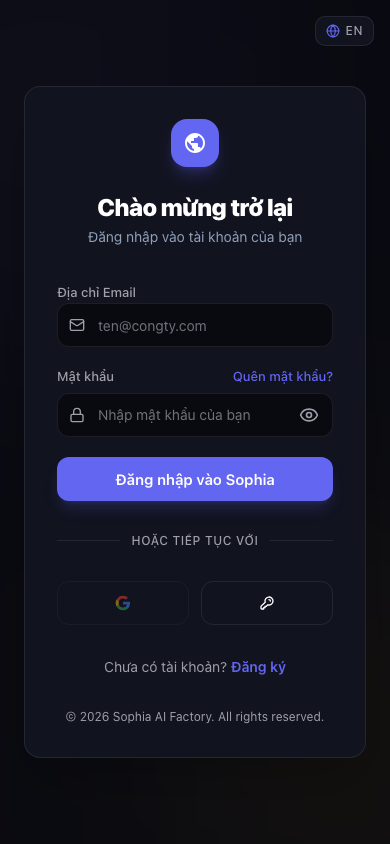 EN
Chào mừng trở lại
Đăng nhập vào tài khoản của bạn
Địa chỉ Email
ten@congty.com
Mật khẩu
Quên mật khẩu?
Nhập mật khẩu của bạn
Đăng nhập vào Sophia
HOẶC TIẾP TỤC VỚI
Chưa có tài khoản? Đăng ký
© 2026 Sophia AI Factory. All rights reserved.